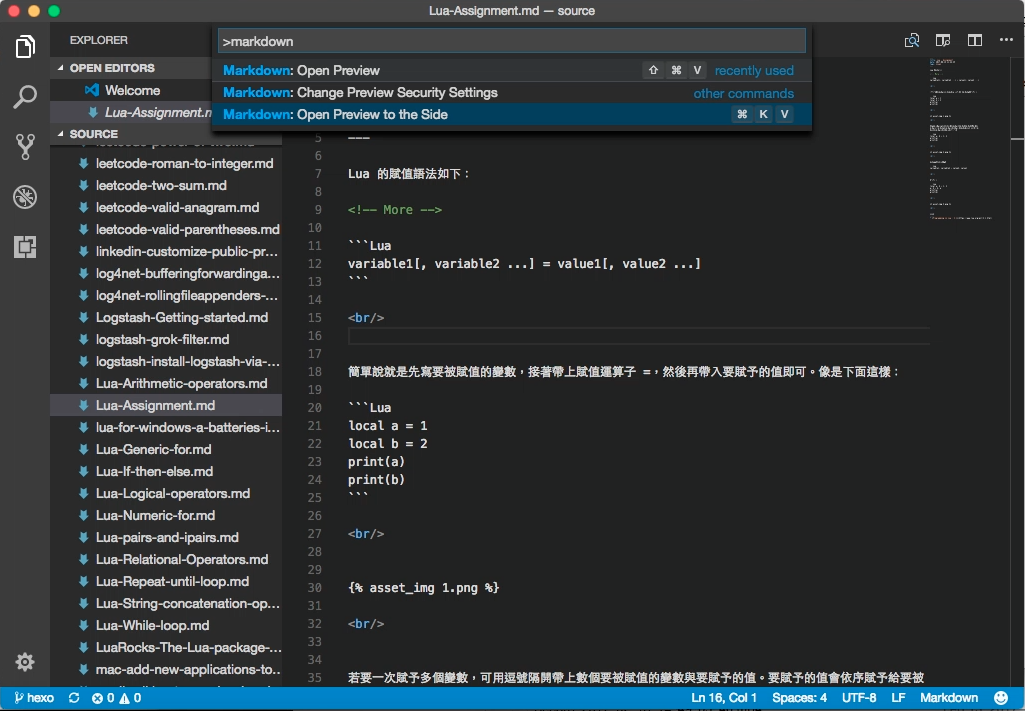 Lua-Assignment.md — source
EXPLORER
OPEN EDITORS
Welcome
Lua-Assignment.m
SOURCE
leetcode-roman-to-integer.md
leetcode-two-sum.md
leetcode-valid-anagram.md
leetcode-valid-parentheses.md
linkedin-customize-public-pr...
log4net-bufferingforwardinga...
log4net-rollingfileappenders-...
Logstash-Getting-started.md
logstash-grok-filter.md
logstash-install-logstash-via-...
Lua-Arithmetic-operators.md
Lua-Assignment.md
lua-for-windows-a-batteries-i...
Lua-Generic-for.md
Lua-If-then-else.md
Lua-Logical-operators.md
Lua-Numeric-for.md
Lua-pairs-and-ipairs.md
Lua-Relational-Operators.md
Lua-Repeat-until-loop.md
Lua-String-concatenation-op...
Lua-While-loop.md
LuaRocks-The-Lua-package-...
mac-add-new-applications-to...
>markdown
Markdown: Open Preview ⇧ ⌘ V recently used
Markdown: Change Preview Security Settings other commands
Markdown: Open Preview to the Side ⌘ K V
5 ---
6
7 Lua 的賦值語法如下：
8
9 <!-- More -->
10
11 ```Lua
12 variable1[, variable2 ...] = value1[, value2 ...]
13 ```
14
15 <br/>
16
17
18 簡單說就是先寫要被賦值的變數，接著帶上賦值運算子 =，然後再帶入要賦予的值即可。像是下面這樣：
19
20 ```Lua
21 local a = 1
22 local b = 2
23 print(a)
24 print(b)
25 ```
26
27 <br/>
28
29
30 {% asset_img 1.png %}
31
32 <br/>
33
34
35 若要一次賦予多個變數，可用逗號隔開帶上數個要被賦值的變數與要賦予的值。要賦予的值會依序賦予給要被
hexo 0 0 Ln 16, Col 1 Spaces: 4 UTF-8 LF Markdown